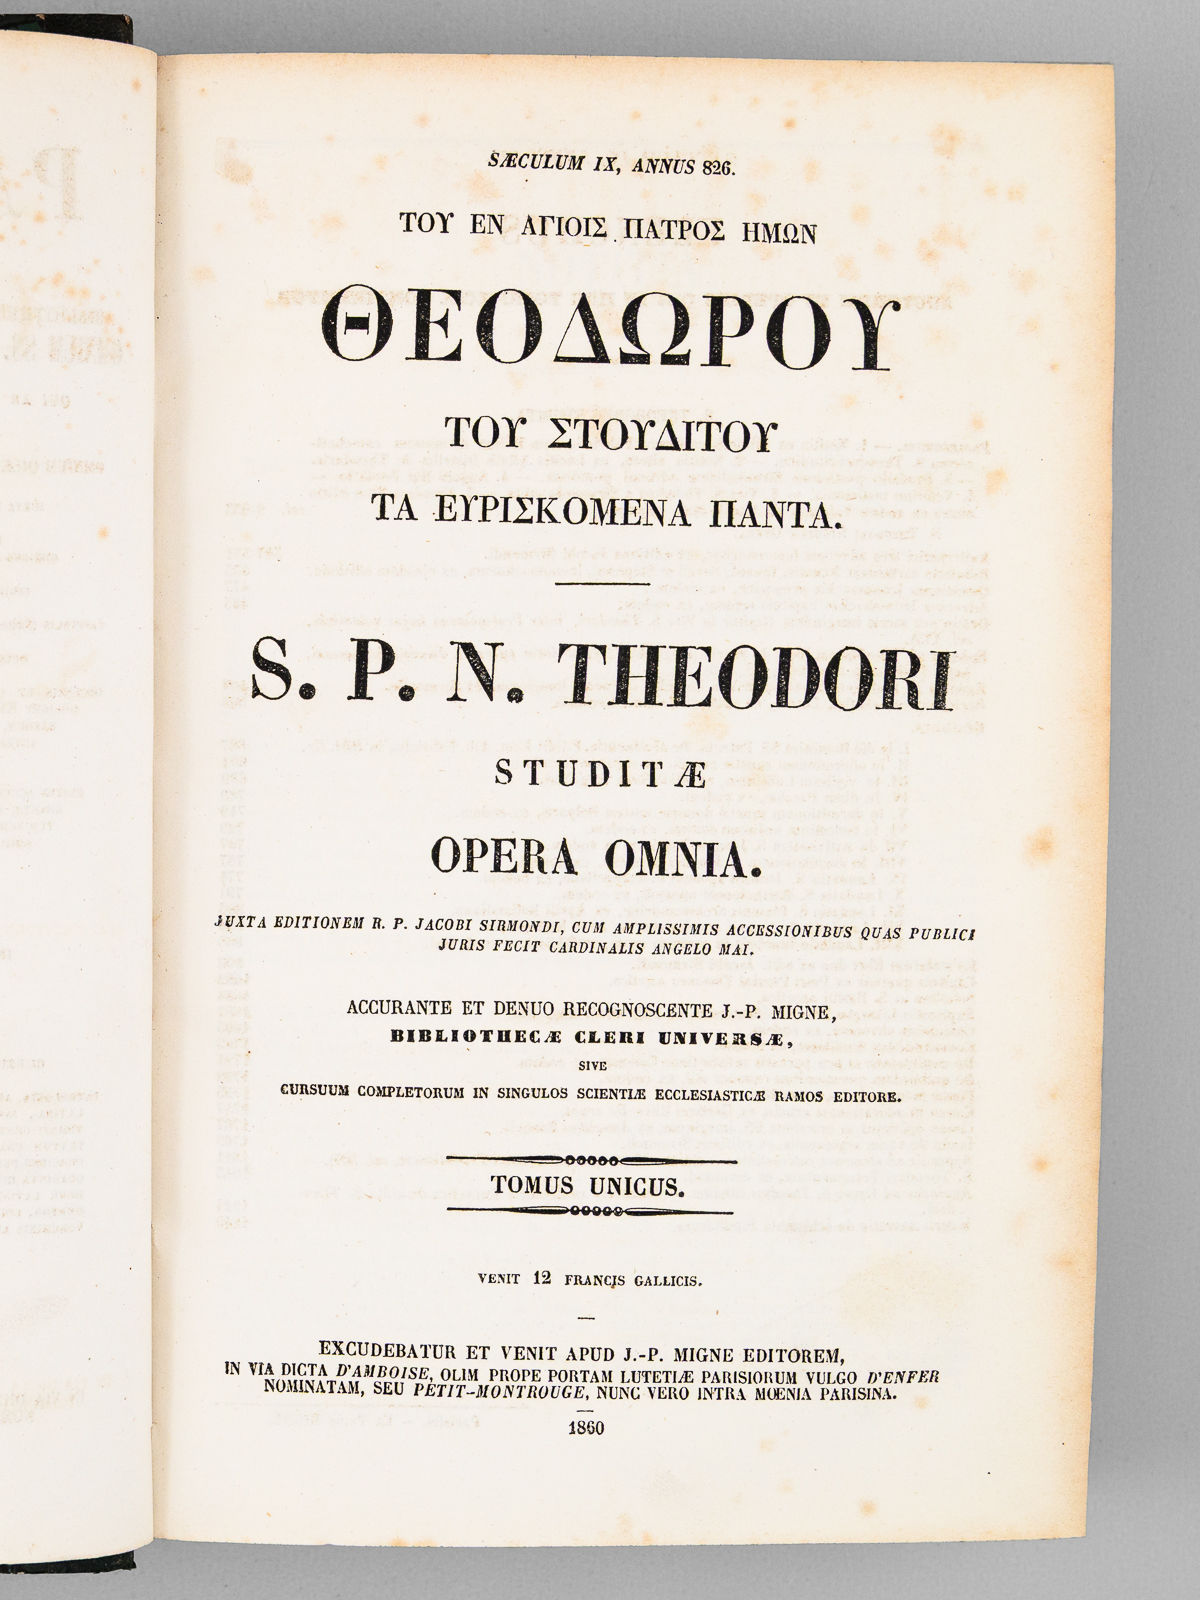 SÆCULUM IX, ANNUS 826.
ΤΟΥ ΕΝ ΑΓΙΟΙΣ ΠΑΤΡΟΣ ΗΜΩΝ
ΘΕΟΔΩΡΟΥ
ΤΟΥ ΣΤΟΥΔΙΤΟΥ
ΤΑ ΕΥΡΙΣΚΟΜΕΝΑ ΠΑΝΤΑ.
S. P. N. THEODORI
STUDITÆ
OPERA OMNIA.
JUXTA EDITIONEM R. P. JACOBI SIRMONDI, CUM AMPLISSIMIS ACCESSIONIBUS QUAS PUBLICI
JURIS FECIT CARDINALIS ANGELO MAI.
ACCURANTE ET DENUO RECOGNOSCENTE J.-P. MIGNE,
BIBLIOTHECÆ CLERI UNIVERSÆ,
SIVE
CURSUUM COMPLETORUM IN SINGULOS SCIENTIÆ ECCLESIASTICÆ RAMOS EDITORE.
TOMUS UNICUS.
VENIT 12 FRANCIS GALLICIS.
EXCUDEBATUR ET VENIT APUD J.-P. MIGNE EDITOREM,
IN VIA DICTA D'AMBOISE, OLIM PROPE PORTAM LUTETIÆ PARISIORUM VULGO D'ENFER
NOMINATAM, SEU PETIT-MONTROUGE, NUNC VERO INTRA MŒNIA PARISINA.
1860